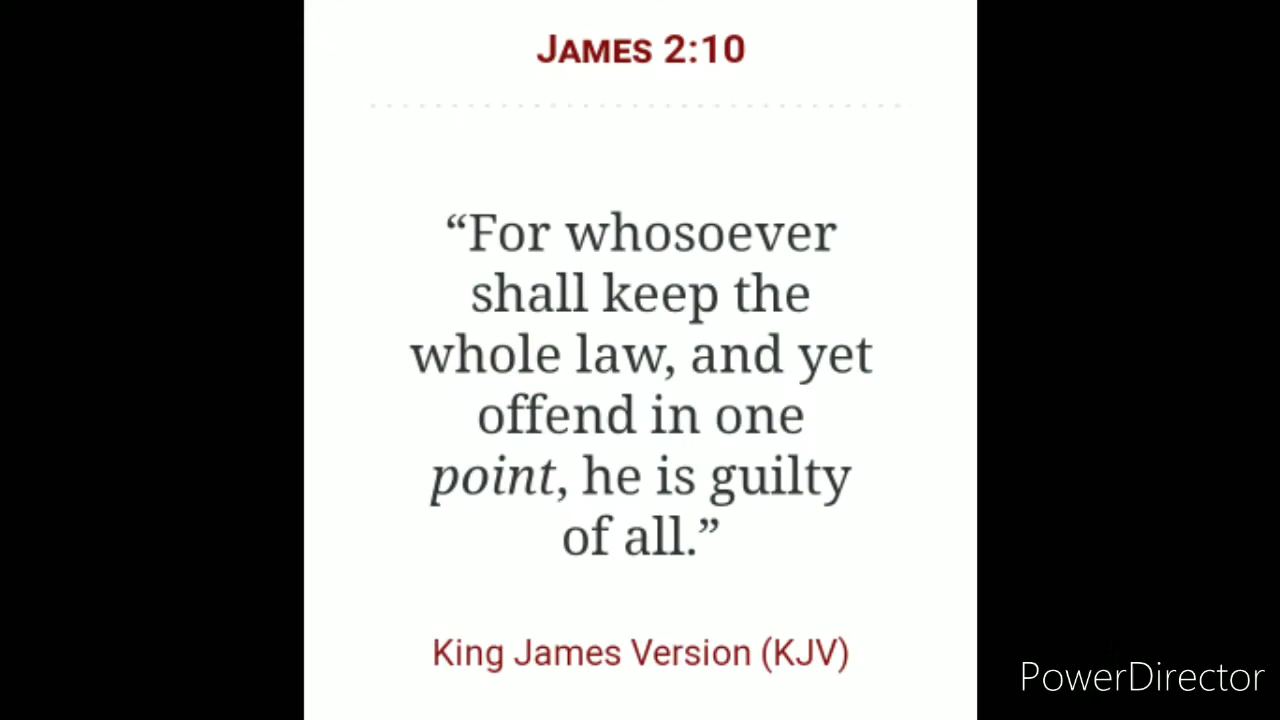 JAMES 2:10
“For whosoever
shall keep the
whole law, and yet
offend in one
point, he is guilty
of all.”
King James Version (KJV)
PowerDirector